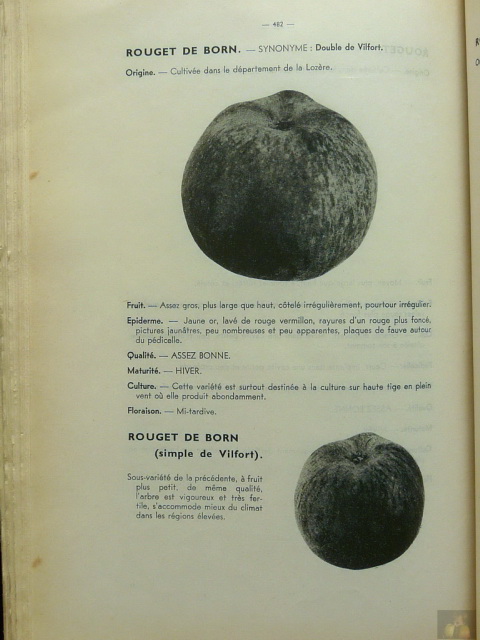 — 482 —
ROUGET DE BORN. — SYNONYME : Double de Vilfort.
Origine. — Cultivée dans le département de la Lozère.
Fruit. — Assez gros, plus large que haut, côtelé irrégulièrement, pourtour irrégulier.
Epiderme. — Jaune or, lavé de rouge vermillon, rayures d'un rouge plus foncé,
pictures jaunâtres, peu nombreuses et peu apparentes, plaques de fauve autour
du pédicelle.
Qualité. — ASSEZ BONNE.
Maturité. — HIVER.
Culture. — Cette variété est surtout destinée à la culture sur haute tige en plein
vent où elle produit abondamment.
Floraison. — Mi-tardive.
ROUGET DE BORN
(simple de Vilfort).
Sous-variété de la précédente, à fruit
plus petit, de même qualité,
l'arbre est vigoureux et très fer-
tile, s'accommode mieux du climat
dans les régions élevées.